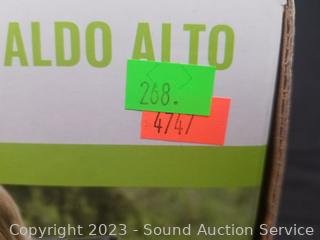 ALDO ALTO
268.
4747
Copyright 2023 - Sound Auction Service